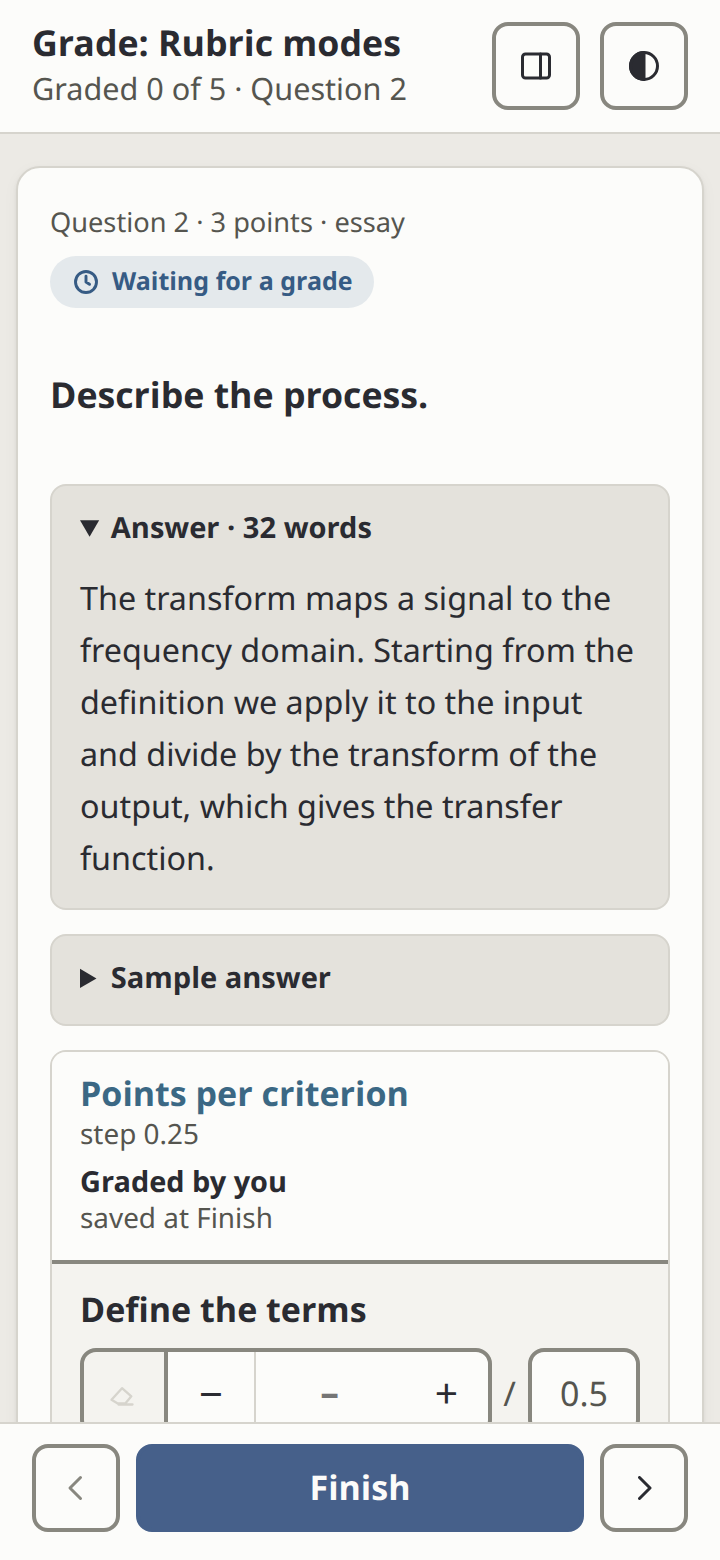 Grade: Rubric modes
Graded 0 of 5 · Question 2
Question 2 · 3 points · essay
Waiting for a grade
Describe the process.
Answer · 32 words
The transform maps a signal to the
frequency domain. Starting from the
definition we apply it to the input
and divide by the transform of the
output, which gives the transfer
function.
Sample answer
Points per criterion
step 0.25
Graded by you
saved at Finish
Define the terms
− – + / 0.5
Finish